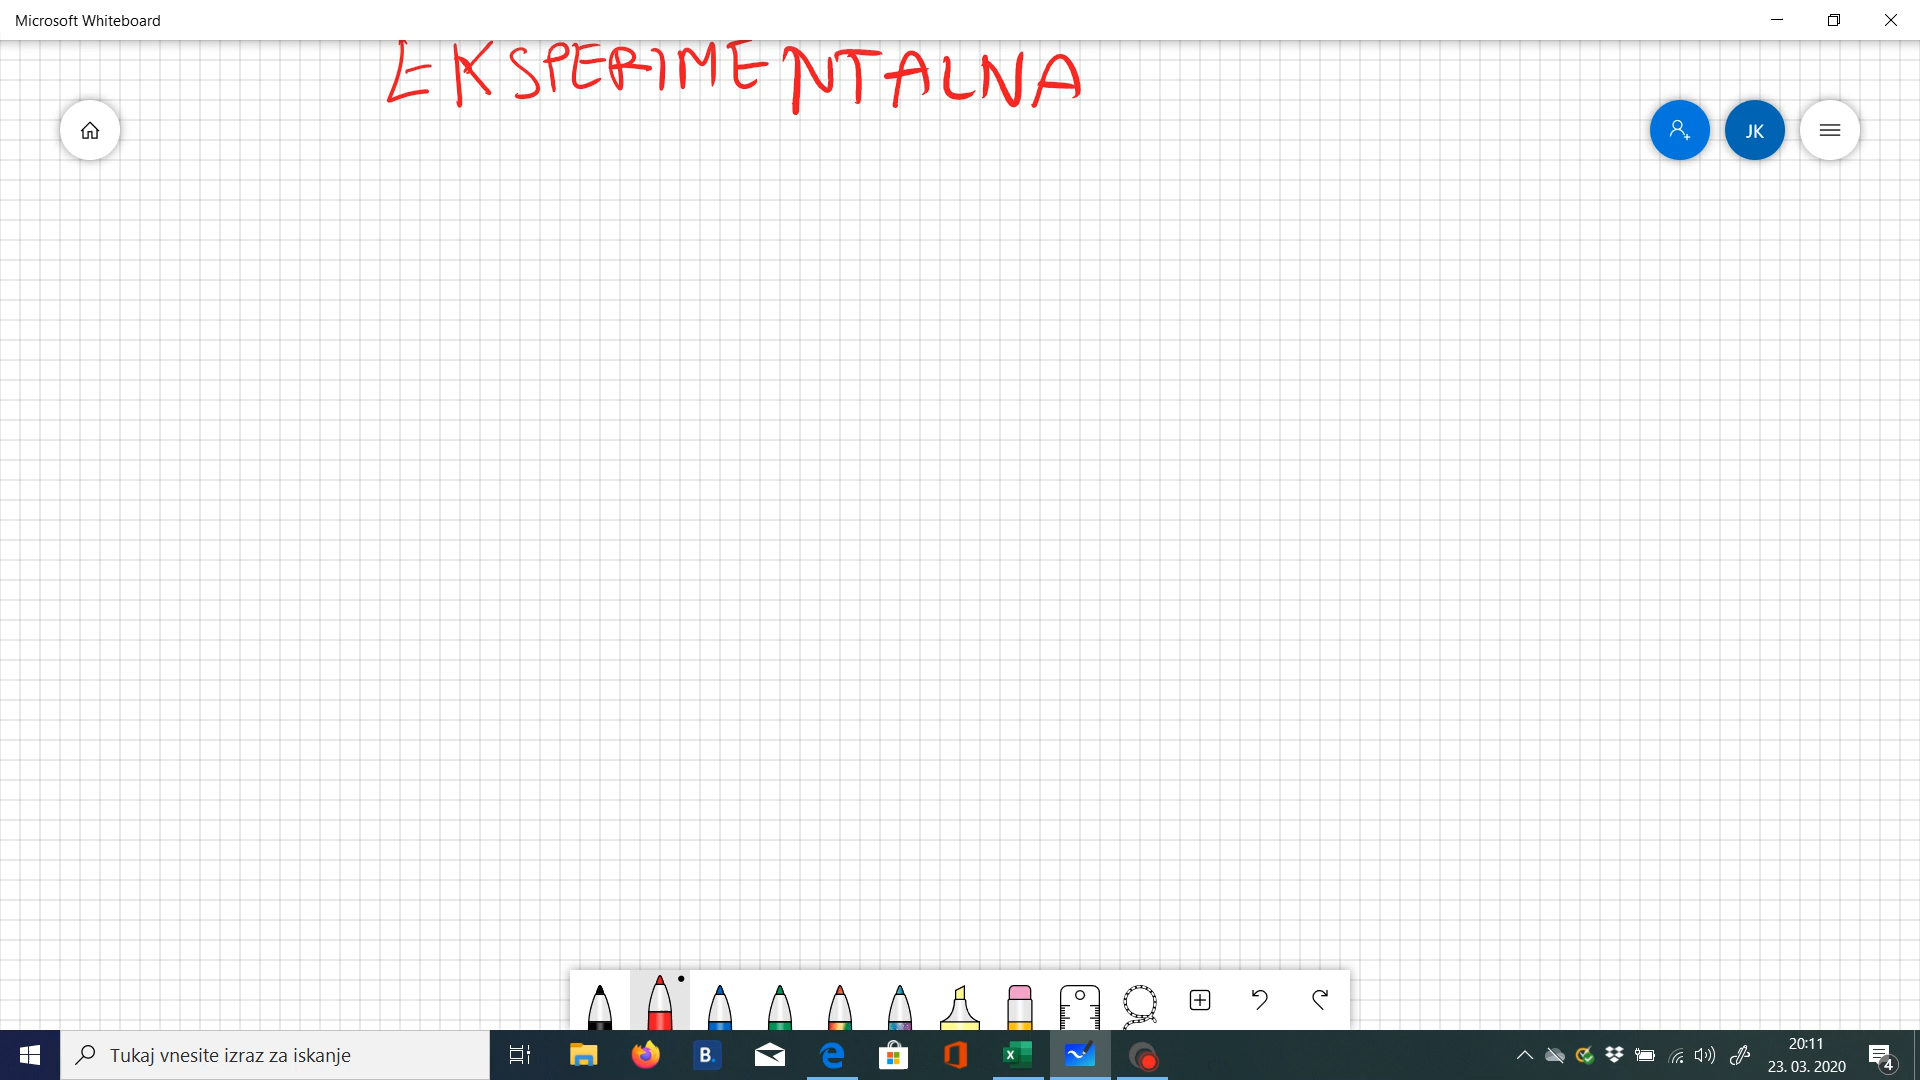 Microsoft Whiteboard
EKSPERIMENTALNA
JK
Tukaj vnesite izraz za iskanje
B.
20:11
23. 03. 2020
4